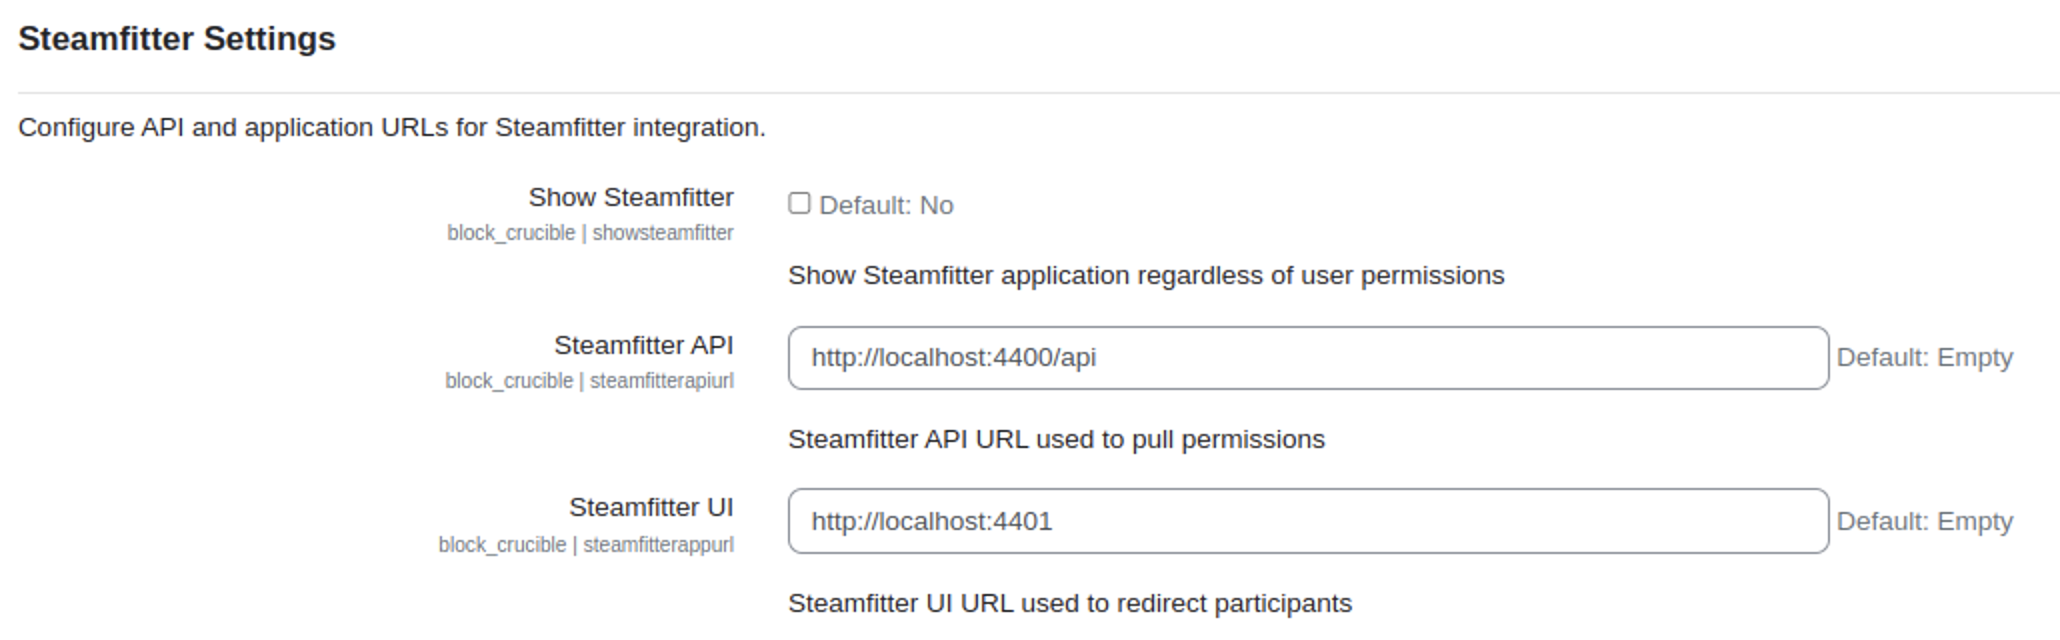 Steamfitter Settings
Configure API and application URLs for Steamfitter integration.
Show Steamfitter
Default: No
block_crucible | showsteamfitter
Show Steamfitter application regardless of user permissions
Steamfitter API
http://localhost:4400/api
Default: Empty
block_crucible | steamfitterapiurl
Steamfitter API URL used to pull permissions
Steamfitter UI
http://localhost:4401
Default: Empty
block_crucible | steamfitterappurl
Steamfitter UI URL used to redirect participants